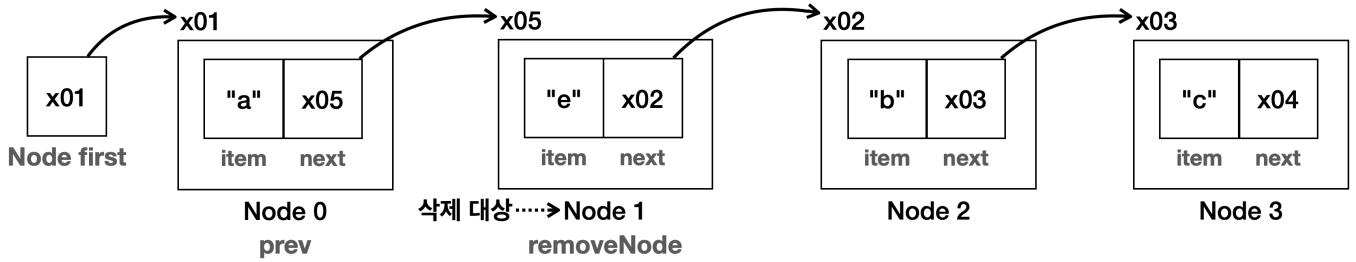 x01 x05 x02 x03
x01 "a" x05 "e" x02 "b" x03 "c" x04
Node first item next item next item next item next
Node 0 삭제 대상 Node 1 Node 2 Node 3
prev removeNode